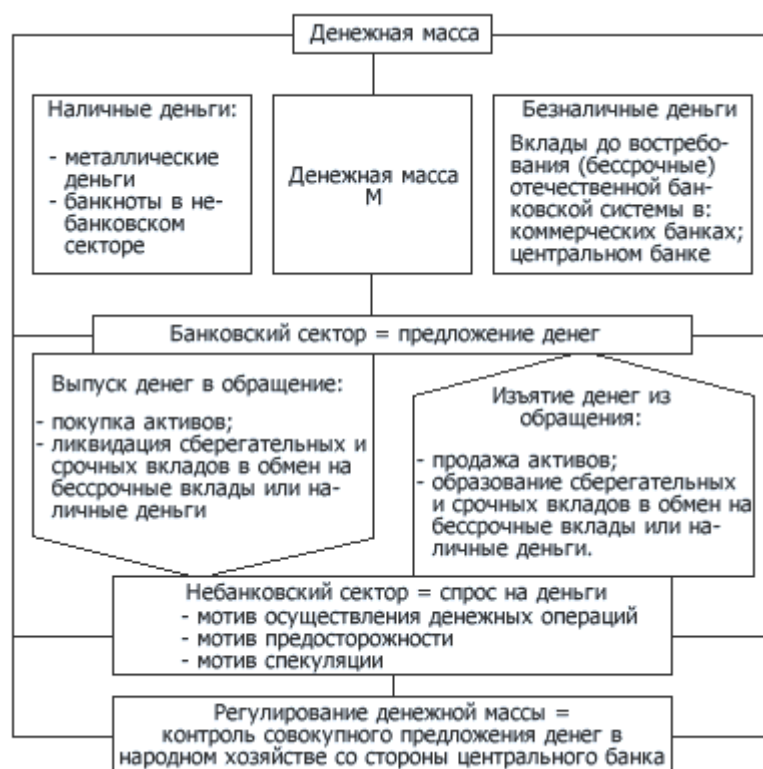 Денежная масса
Наличные деньги:
- металлические
деньги
- банкноты в не-
банковском
секторе
Денежная масса
М
Безналичные деньги
Вклады до востребо-
вания (бессрочные)
отечественной бан-
ковской системы в:
коммерческих банках;
центральном банке
Банковский сектор = предложение денег
Выпуск денег в обращение:
- покупка активов;
- ликвидация сберегательных и
срочных вкладов в обмен на
бессрочные вклады или на-
личные деньги
Изъятие денег из
обращения:
- продажа активов;
- образование сберегательных
и срочных вкладов в обмен на
бессрочные вклады или на-
личные деньги.
Небанковский сектор = спрос на деньги
- мотив осуществления денежных операций
- мотив предосторожности
- мотив спекуляции
Регулирование денежной массы =
контроль совокупного предложения денег в
народном хозяйстве со стороны центрального банка